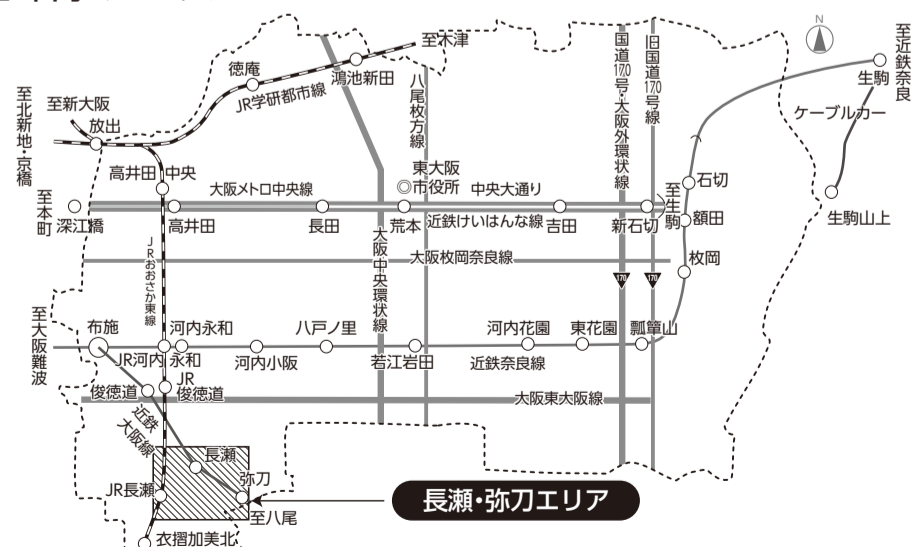 N
至木津
至近鉄奈良
徳庵
鴻池新田
JR学研都市線
八尾枚方線
国道170号・大阪外環状線
旧国道170号線
生駒
ケーブルカー
生駒山上
至新大阪
放出
至北新地・京橋
高井田中央
東大阪
◎市役所
大阪メトロ中央線
中央大通り
石切
至生駒
至本町
深江橋
高井田
長田
荒本
近鉄けいはんな線
吉田
新石切
額田
JRおおさか東線
大阪中央環状線
大阪枚岡奈良線
枚岡
170
170
至大阪難波
布施
河内永和
八戸ノ里
河内花園
東花園
瓢箪山
JR河内永和
河内小阪
若江岩田
近鉄奈良線
俊徳道
JR
俊徳道
大阪東大阪線
近鉄
大阪線
長瀬
弥刀
JR長瀬
至八尾
長瀬・弥刀エリア
衣摺加美北